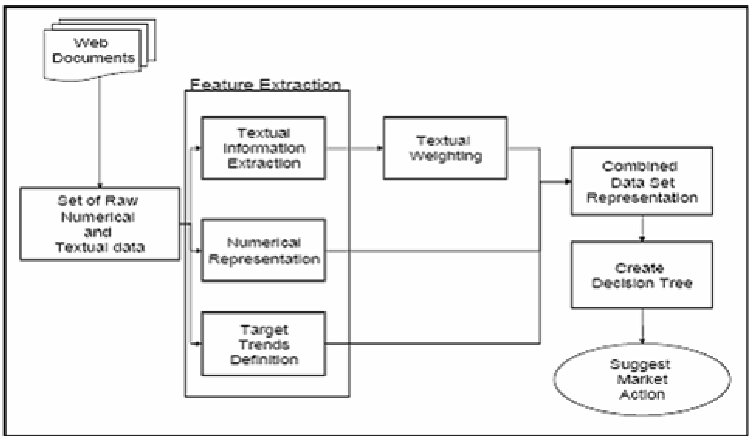 Web
Documents
Feature Extraction
Textual
Information
Extraction
Textual
Weighting
Combined
Data Set
Representation
Set of Raw
Numerical
and
Textual data
Numerical
Representation
Create
Decision Tree
Target
Trends
Definition
Suggest
Market
Action